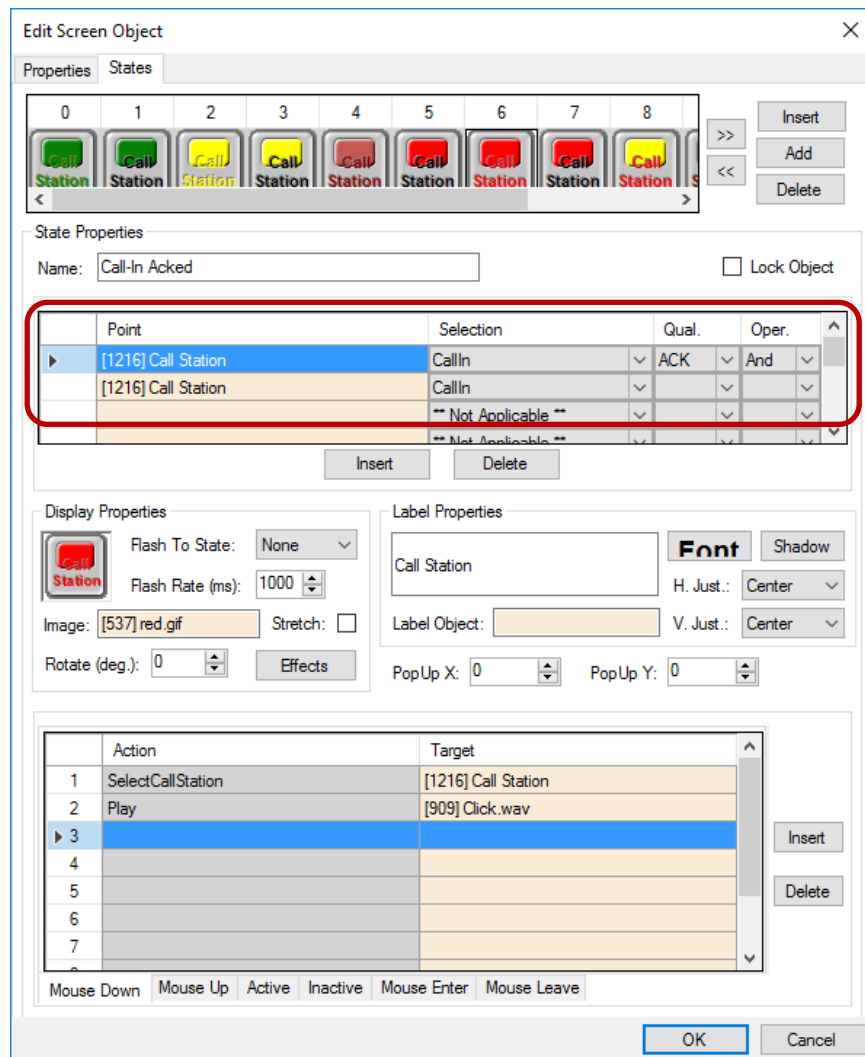 Edit Screen Object
Properties States
0 1 2 3 4 5 6 7 8
Call Call Call Call Call Call Call Call Call
Station Station Station Station Station Station Station Station Station S
>> Insert
<< Add
Delete
State Properties
Name: Call-In Acked Lock Object
Point Selection Qual. Oper.
[1216] Call Station CallIn ACK And
[1216] Call Station CallIn
** Not Applicable **
** Not Applicable **
Insert Delete
Display Properties
Call
Station
Flash To State: None
Flash Rate (ms): 1000
Image: [537] red.gif Stretch:
Rotate (deg.): 0 Effects
Label Properties
Call Station
Font Shadow
H. Just.: Center
Label Object: V. Just.: Center
PopUp X: 0 PopUp Y: 0
Action Target
1 SelectCallStation [1216] Call Station
2 Play [909] Click.wav
3
4
5
6
7
Insert
Delete
Mouse Down Mouse Up Active Inactive Mouse Enter Mouse Leave
OK Cancel